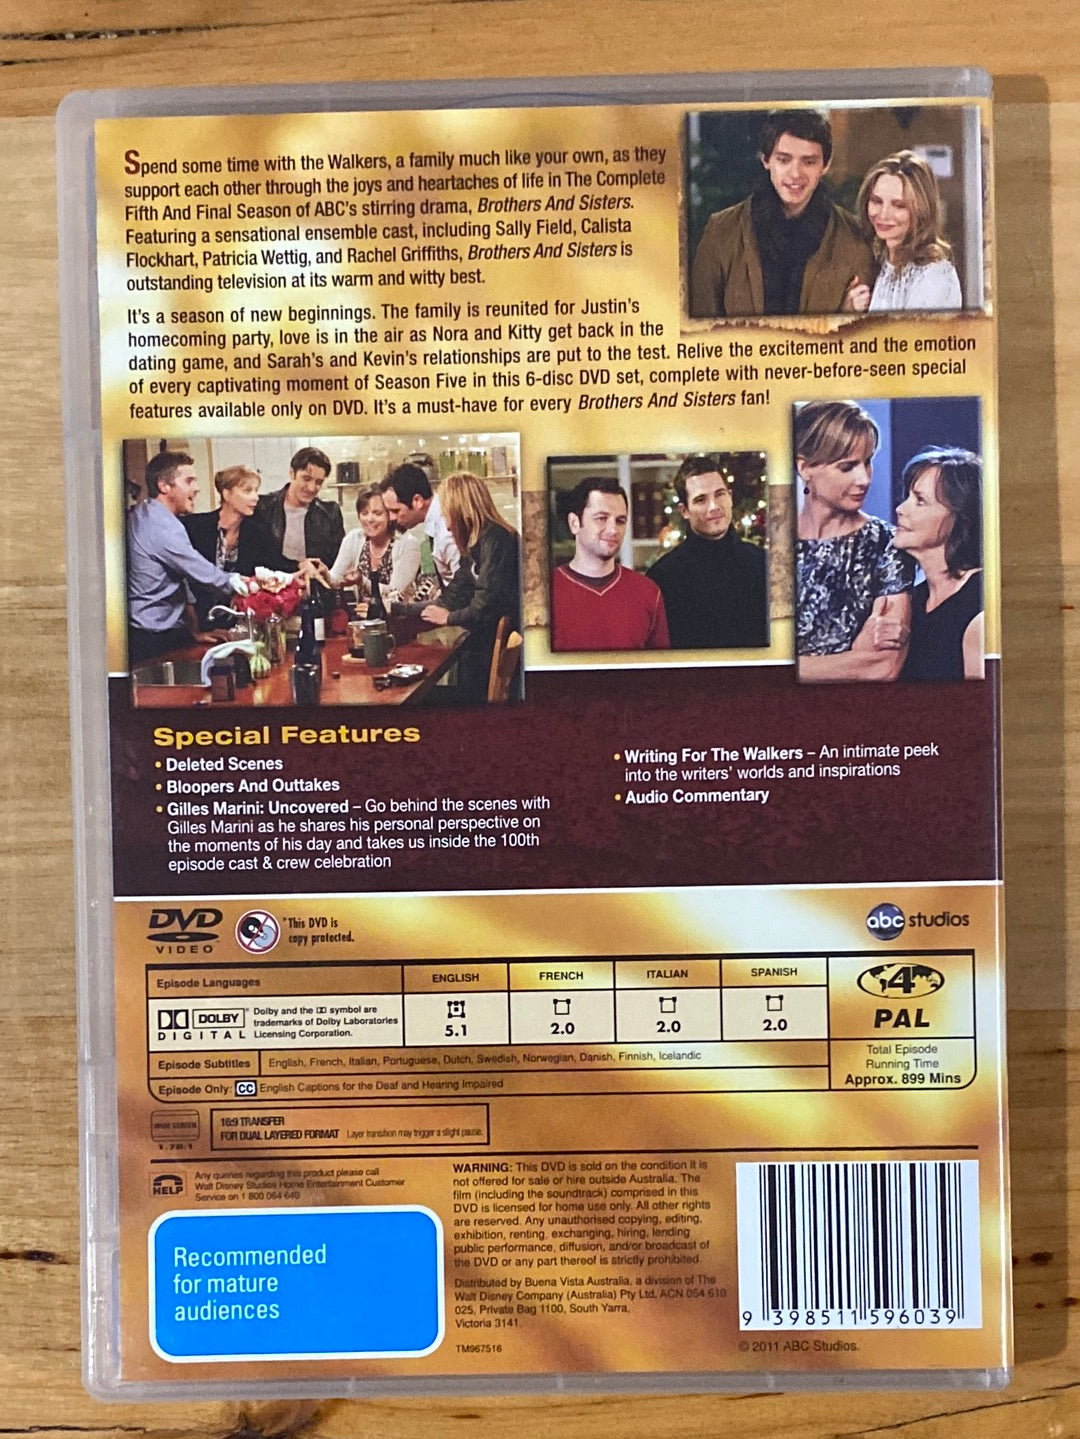 Spend some time with the Walkers, a family much like your own, as they
support each other through the joys and heartaches of life in The Complete
Fifth And Final Season of ABC's stirring drama, Brothers And Sisters.
Featuring a sensational ensemble cast, including Sally Field, Calista
Flockhart, Patricia Wettig, and Rachel Griffiths, Brothers And Sisters is
outstanding television at its warm and witty best.
It's a season of new beginnings. The family is reunited for Justin's
homecoming party, love is in the air as Nora and Kitty get back in the
dating game, and Sarah's and Kevin's relationships are put to the test. Relive the excitement and the emotion
of every captivating moment of Season Five in this 6-disc DVD set, complete with never-before-seen special
features available only on DVD. It's a must-have for every Brothers And Sisters fan!
Special Features
• Deleted Scenes
• Bloopers And Outtakes
• Gilles Marini: Uncovered – Go behind the scenes with
Gilles Marini as he shares his personal perspective on
the moments of his day and takes us inside the 100th
episode cast & crew celebration
• Writing For The Walkers – An intimate peek
into the writers' worlds and inspirations
• Audio Commentary
DVD
VIDEO
*This DVD is
copy protected.
abc studios
Episode Languages
ENGLISH
FRENCH
ITALIAN
SPANISH
DOLBY
DIGITAL
Dolby and the DD symbol are
trademarks of Dolby Laboratories
Licensing Corporation.
5.1
2.0
2.0
2.0
4
PAL
Total Episode
Running Time
Approx. 899 Mins
Episode Subtitles
English, French, Italian, Portuguese, Dutch, Swedish, Norwegian, Danish, Finnish, Icelandic
Episode Only: CC English Captions for the Deaf and Hearing Impaired
WIDE SCREEN
1.78:1
16:9 TRANSFER
FOR DUAL LAYERED FORMAT Layer transition may trigger a slight pause.
HELP
Any queries regarding this product please call
Walt Disney Studios Home Entertainment Customer
Service on 1 800 064 640
Recommended
for mature
audiences
WARNING: This DVD is sold on the condition it is
not offered for sale or hire outside Australia. The
film (including the soundtrack) comprised in this
DVD is licensed for home use only. All other rights
are reserved. Any unauthorised copying, editing,
exhibition, renting, exchanging, hiring, lending
public performance, diffusion, and/or broadcast of
the DVD or any part thereof is strictly prohibited.
Distributed by Buena Vista Australia, a division of The
Walt Disney Company (Australia) Pty Ltd, ACN 054 610
025, Private Bag 1100, South Yarra,
Victoria 3141.
TM967516
9 398511 596039
© 2011 ABC Studios.